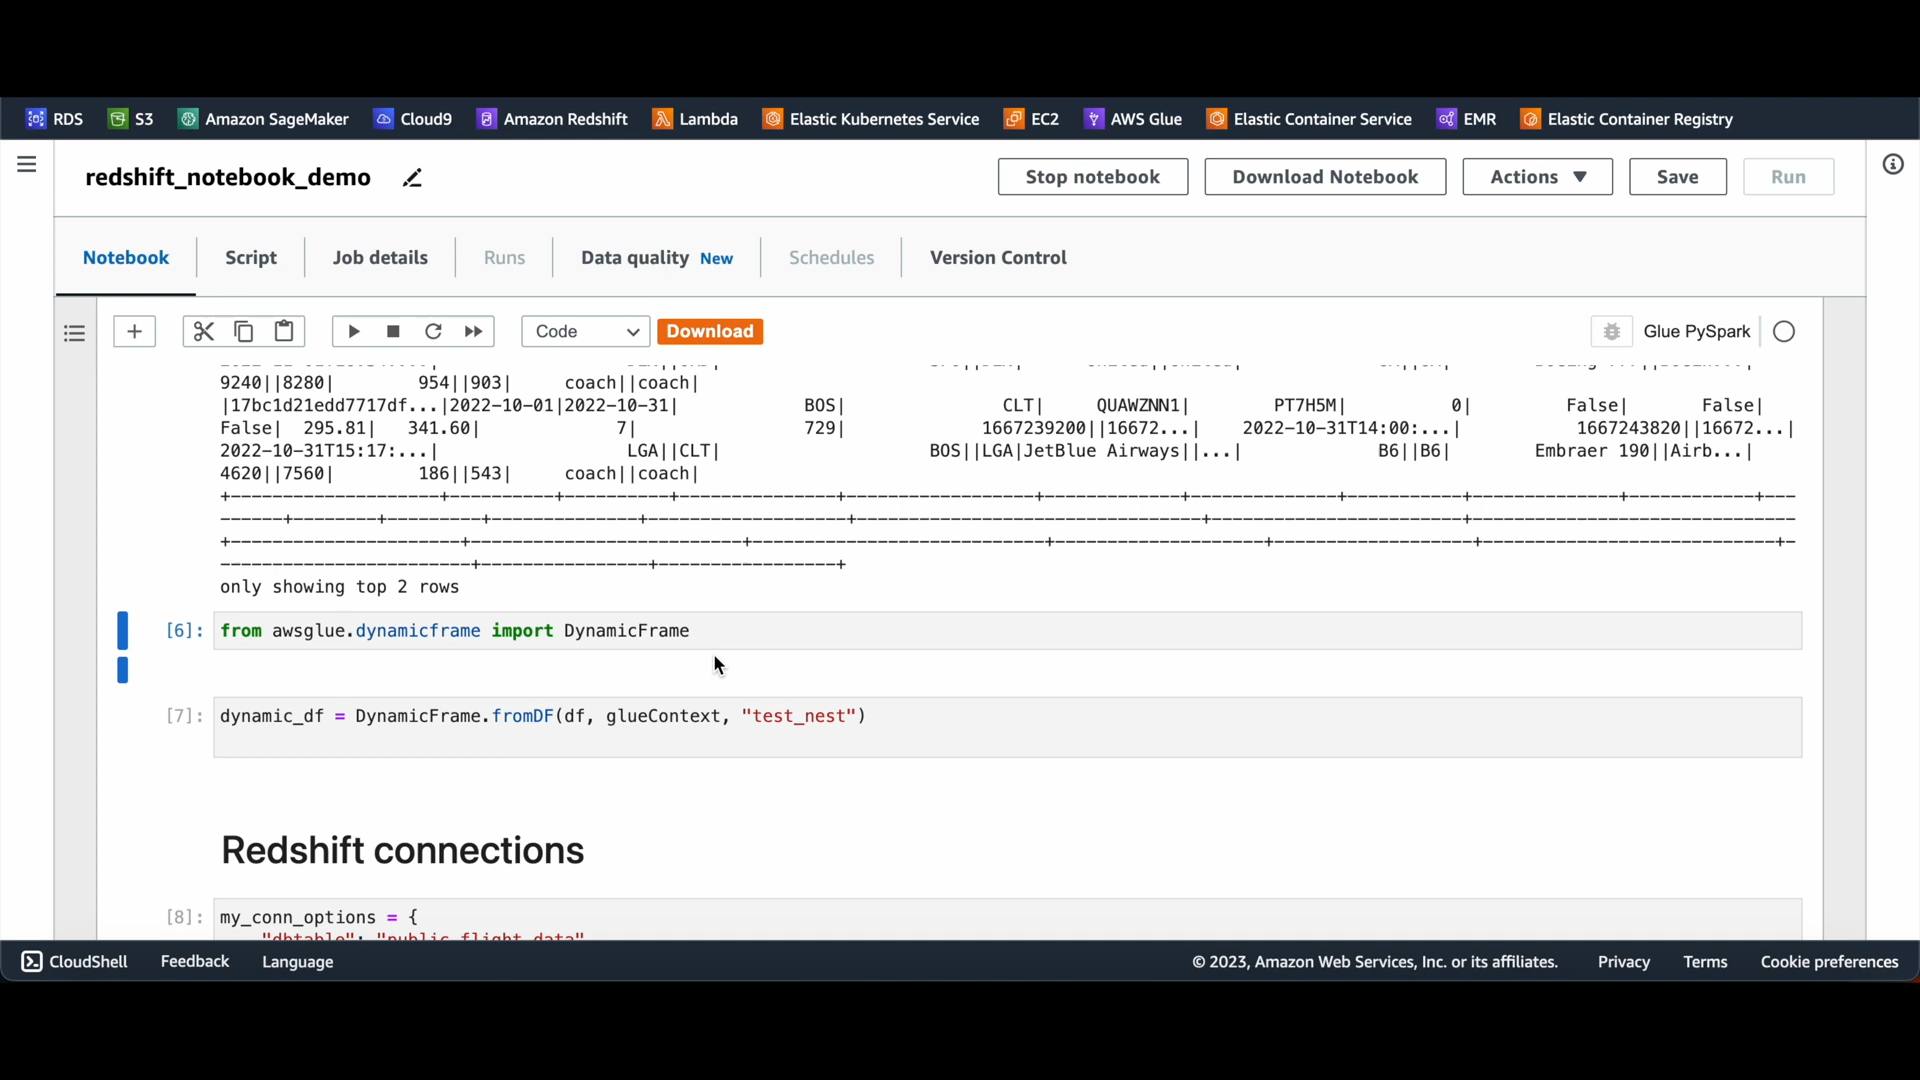 RDS S3 Amazon SageMaker Cloud9 Amazon Redshift Lambda Elastic Kubernetes Service EC2 AWS Glue Elastic Container Service EMR Elastic Container Registry
redshift_notebook_demo Stop notebook Download Notebook Actions Save Run
Notebook Script Job details Runs Data quality New Schedules Version Control
Code Download Glue PySpark
9240||8280| 954||903| coach||coach|
|17bc1d21edd7717df...|2022-10-01|2022-10-31| BOS| CLT| QUAWZNN1| PT7H5M| 0| False| False|
False| 295.81| 341.60| 7| 729| 1667239200||16672...| 2022-10-31T14:00:...| 1667243820||16672...|
2022-10-31T15:17:...| LGA||CLT| BOS||LGA|JetBlue Airways||...| B6||B6| Embraer 190||Airb...|
4620||7560| 186||543| coach||coach|
only showing top 2 rows
[6]: from awsglue.dynamicframe import DynamicFrame
[7]: dynamic_df = DynamicFrame.fromDF(df, glueContext, "test_nest")
Redshift connections
[8]: my_conn_options = {
"dbtable": "public.flight_data",
CloudShell Feedback Language © 2023, Amazon Web Services, Inc. or its affiliates. Privacy Terms Cookie preferences